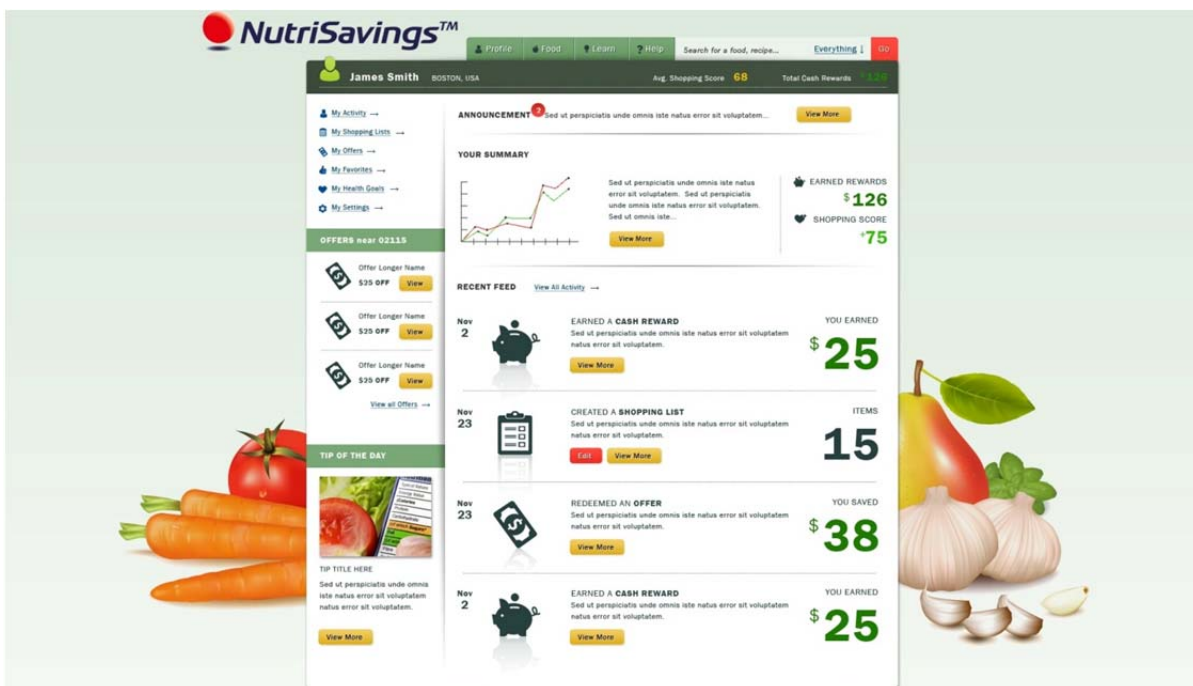 NutriSavings™
Profile
Food
Learn
Help
Search for a food, recipe...
Everything
Go
James Smith BOSTON, USA
Avg. Shopping Score 68
Total Cash Rewards $126
My Activity →
My Shopping Lists →
My Offers →
My Favorites →
My Health Goals →
My Settings →
OFFERS near 02115
Offer Longer Name
$25 OFF View
Offer Longer Name
$25 OFF View
Offer Longer Name
$25 OFF View
View all Offers →
TIP OF THE DAY
TIP TITLE HERE
Sed ut perspiciatis unde omnis
iste natus error sit voluptatem
natus error sit voluptatem.
View More
ANNOUNCEMENT 2 Sed ut perspiciatis unde omnis iste natus error sit voluptatem...
View More
YOUR SUMMARY
Sed ut perspiciatis unde omnis iste natus
error sit voluptatem. Sed ut perspiciatis
unde omnis iste natus error sit voluptatem.
Sed ut omnis iste...
View More
EARNED REWARDS
$126
SHOPPING SCORE
+75
RECENT FEED View All Activity →
Nov
2
EARNED A CASH REWARD
Sed ut perspiciatis unde omnis iste natus error sit voluptatem
natus error sit voluptatem.
View More
YOU EARNED
$25
Nov
23
CREATED A SHOPPING LIST
Sed ut perspiciatis unde omnis iste natus error sit voluptatem
natus error sit voluptatem.
Edit View More
ITEMS
15
Nov
23
REDEEMED AN OFFER
Sed ut perspiciatis unde omnis iste natus error sit voluptatem
natus error sit voluptatem.
View More
YOU SAVED
$38
Nov
2
EARNED A CASH REWARD
Sed ut perspiciatis unde omnis iste natus error sit voluptatem
natus error sit voluptatem.
View More
YOU EARNED
$25